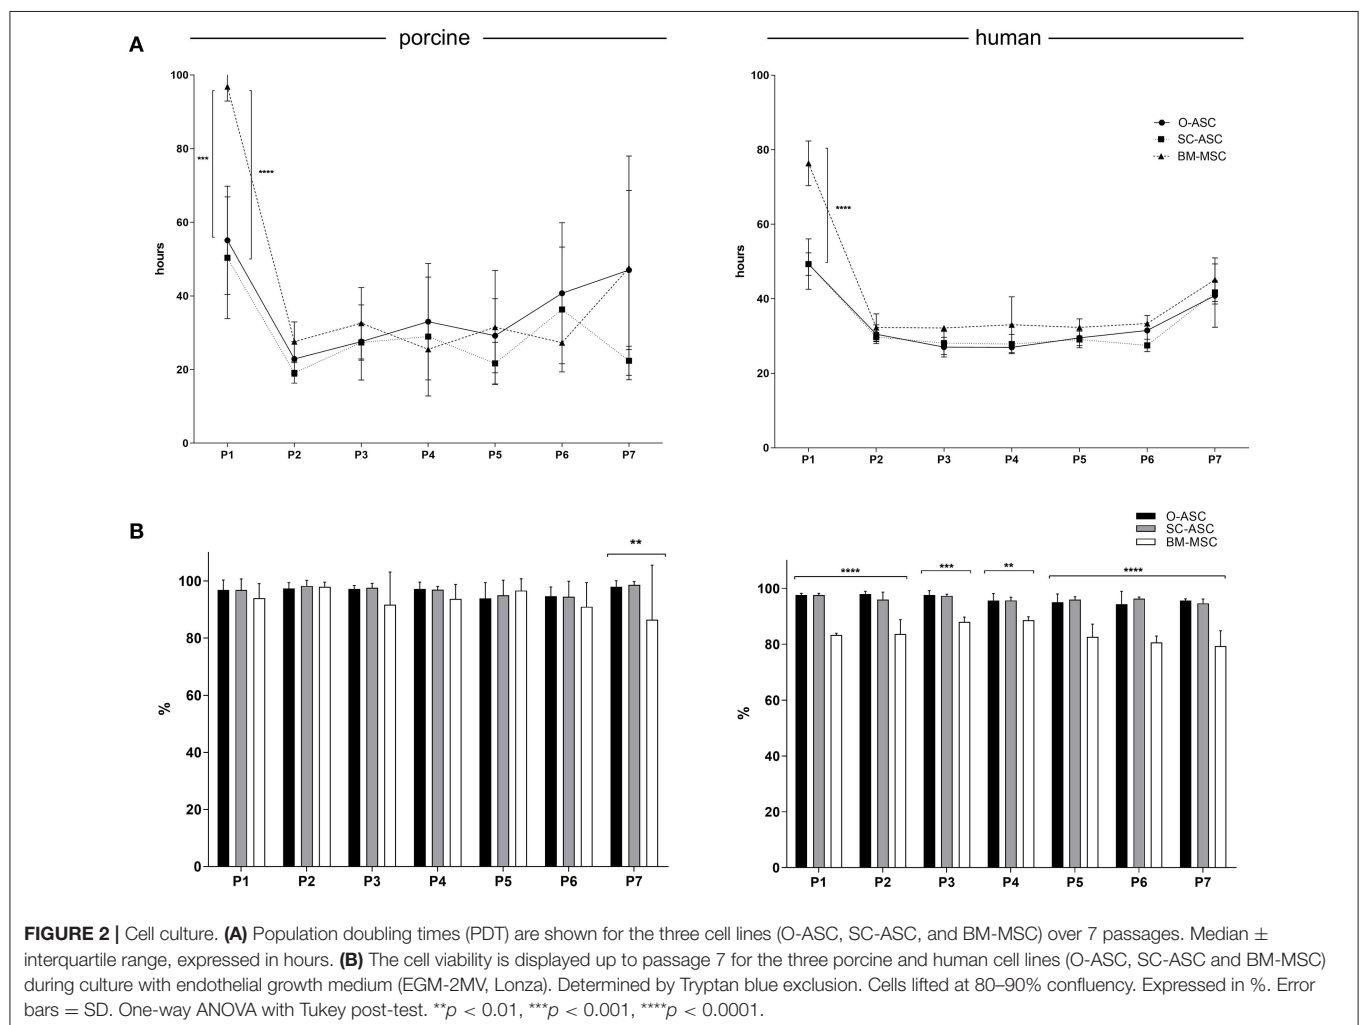 A
porcine
human
100
80
60
40
20
0
hours
***
****
P1 P2 P3 P4 P5 P6 P7
100
80
60
40
20
0
hours
****
O-ASC
SC-ASC
BM-MSC
P1 P2 P3 P4 P5 P6 P7
B
100
80
60
40
20
0
%
**
P1 P2 P3 P4 P5 P6 P7
O-ASC
SC-ASC
BM-MSC
100
80
60
40
20
0
%
**** *** ** ****
P1 P2 P3 P4 P5 P6 P7
FIGURE 2 | Cell culture. (A) Population doubling times (PDT) are shown for the three cell lines (O-ASC, SC-ASC, and BM-MSC) over 7 passages. Median ±
interquartile range, expressed in hours. (B) The cell viability is displayed up to passage 7 for the three porcine and human cell lines (O-ASC, SC-ASC and BM-MSC)
during culture with endothelial growth medium (EGM-2MV, Lonza). Determined by Tryptan blue exclusion. Cells lifted at 80–90% confluency. Expressed in %. Error
bars = SD. One-way ANOVA with Tukey post-test. **p < 0.01, ***p < 0.001, ****p < 0.0001.